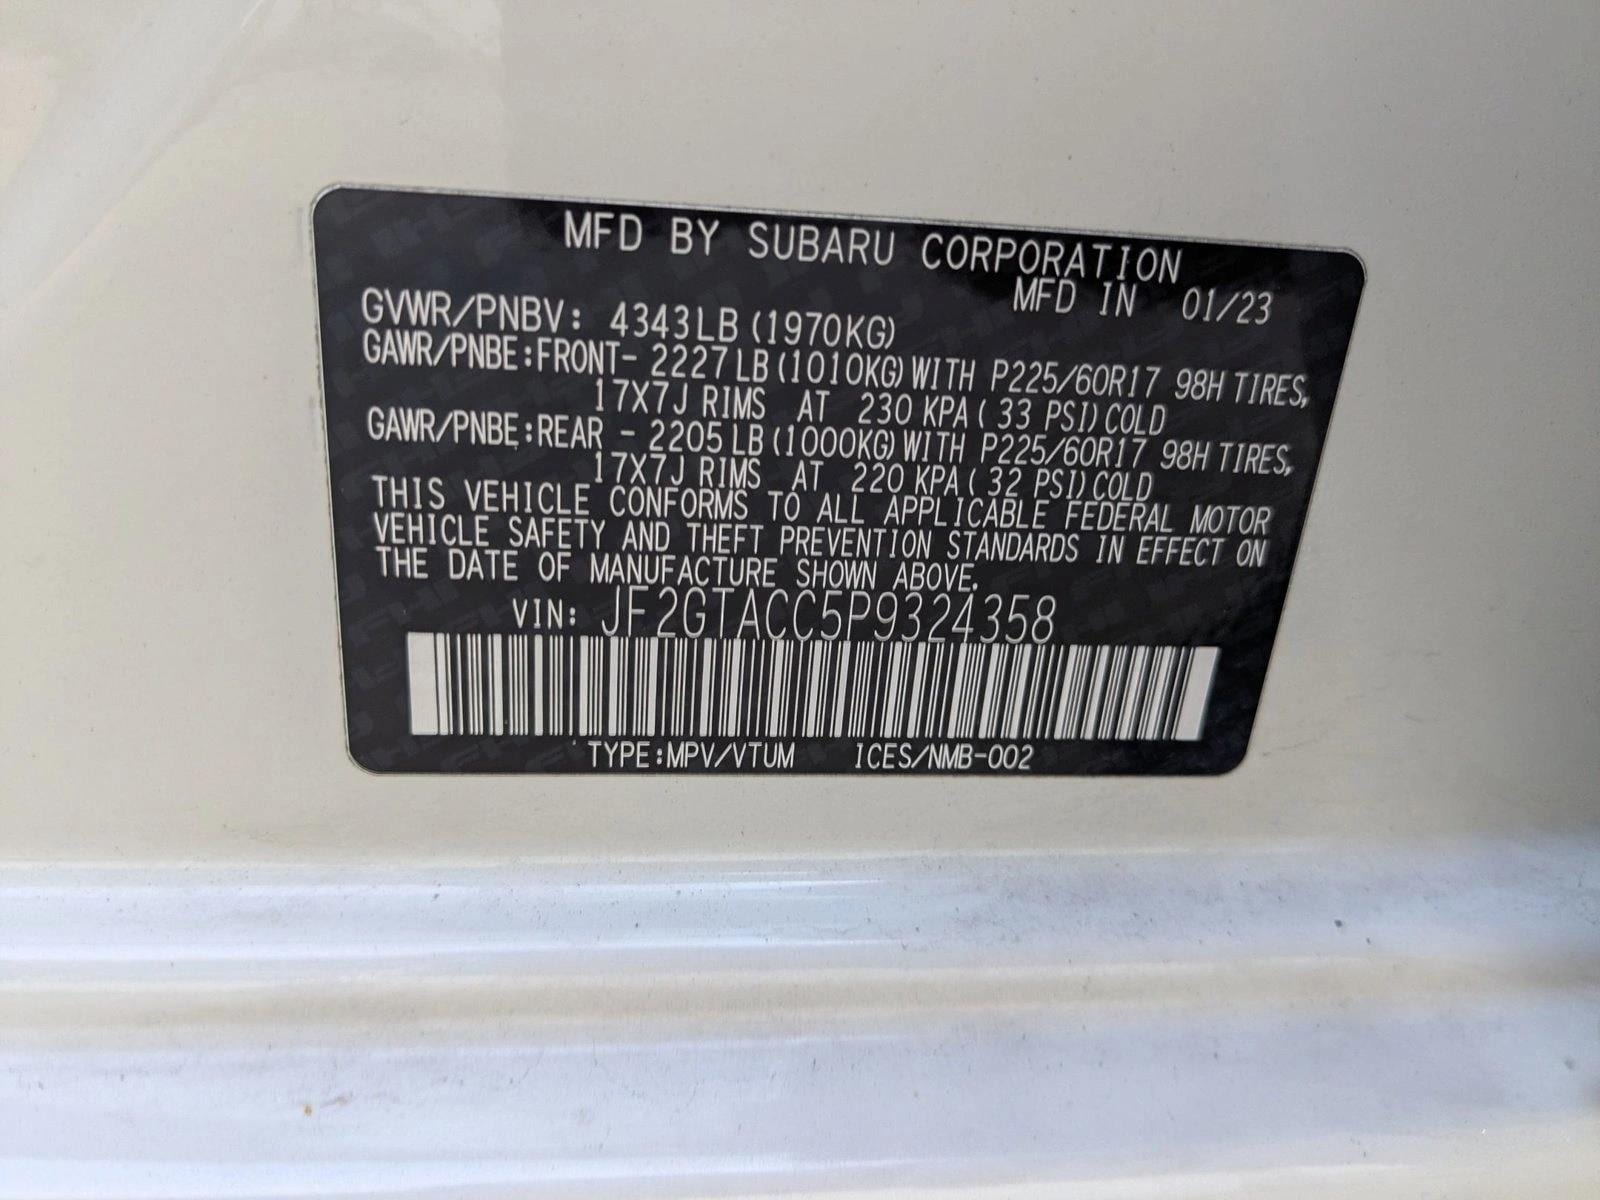 MFD BY SUBARU CORPORATION
MFD IN 01/23
GVWR/PNBV: 4343LB (1970KG)
GAWR/PNBE:FRONT- 2227LB (1010KG) WITH P225/60R17 98H TIRES,
17X7J RIMS AT 230 KPA ( 33 PSI) COLD
GAWR/PNBE:REAR - 2205LB (1000KG) WITH P225/60R17 98H TIRES,
17X7J RIMS AT 220 KPA ( 32 PSI) COLD
THIS VEHICLE CONFORMS TO ALL APPLICABLE FEDERAL MOTOR
VEHICLE SAFETY AND THEFT PREVENTION STANDARDS IN EFFECT ON
THE DATE OF MANUFACTURE SHOWN ABOVE.
VIN: JF2GTACC5P9324358
TYPE:MPV/VTUM ICES/NMB-002